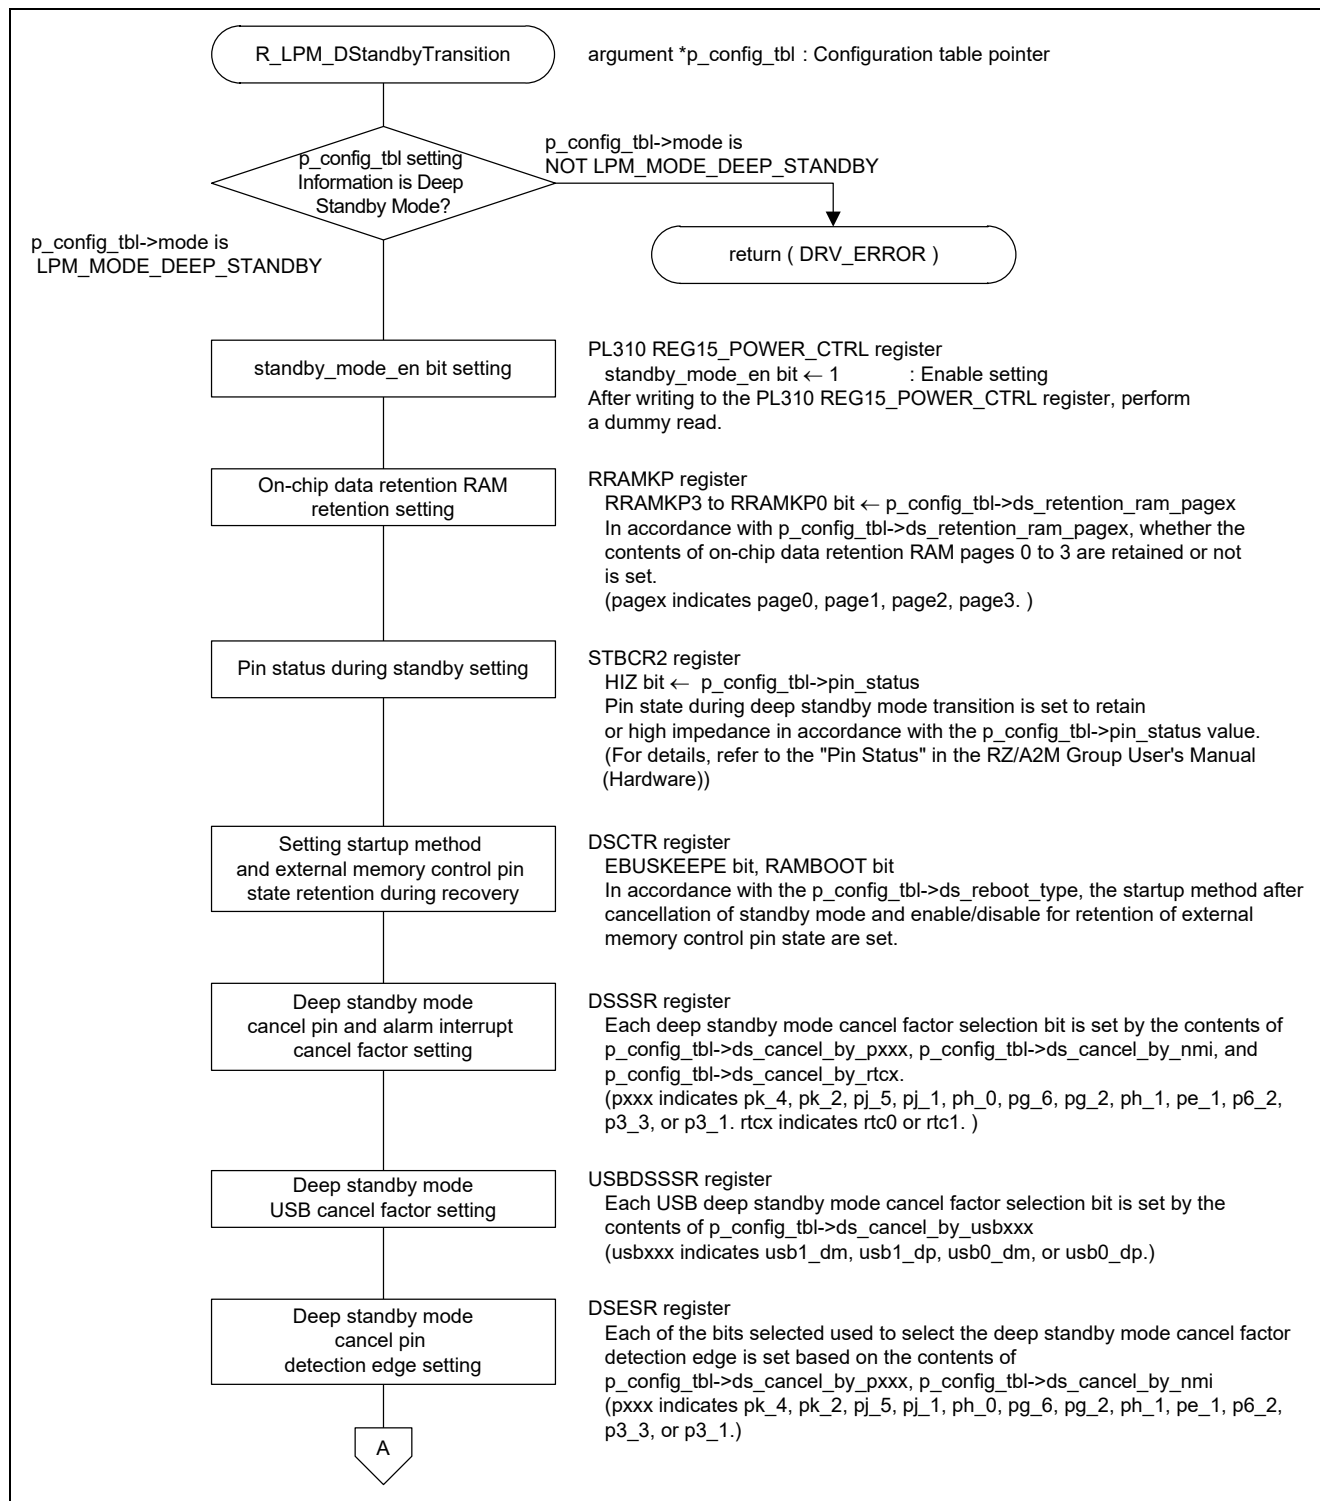 R_LPM_DStandbyTransition
argument *p_config_tbl : Configuration table pointer
p_config_tbl setting
Information is Deep
Standby Mode?
p_config_tbl->mode is
NOT LPM_MODE_DEEP_STANDBY
p_config_tbl->mode is
LPM_MODE_DEEP_STANDBY
return ( DRV_ERROR )
standby_mode_en bit setting
PL310 REG15_POWER_CTRL register
standby_mode_en bit ← 1 : Enable setting
After writing to the PL310 REG15_POWER_CTRL register, perform
a dummy read.
On-chip data retention RAM
retention setting
RRAMKP register
RRAMKP3 to RRAMKP0 bit ← p_config_tbl->ds_retention_ram_pagex
In accordance with p_config_tbl->ds_retention_ram_pagex, whether the
contents of on-chip data retention RAM pages 0 to 3 are retained or not
is set.
(pagex indicates page0, page1, page2, page3. )
Pin status during standby setting
STBCR2 register
HIZ bit ← p_config_tbl->pin_status
Pin state during deep standby mode transition is set to retain
or high impedance in accordance with the p_config_tbl->pin_status value.
(For details, refer to the "Pin Status" in the RZ/A2M Group User's Manual
(Hardware))
Setting startup method
and external memory control pin
state retention during recovery
DSCTR register
EBUSKEEPE bit, RAMBOOT bit
In accordance with the p_config_tbl->ds_reboot_type, the startup method after
cancellation of standby mode and enable/disable for retention of external
memory control pin state are set.
Deep standby mode
cancel pin and alarm interrupt
cancel factor setting
DSSSR register
Each deep standby mode cancel factor selection bit is set by the contents of
p_config_tbl->ds_cancel_by_pxxx, p_config_tbl->ds_cancel_by_nmi, and
p_config_tbl->ds_cancel_by_rtcx.
(pxxx indicates pk_4, pk_2, pj_5, pj_1, ph_0, pg_6, pg_2, ph_1, pe_1, p6_2,
p3_3, or p3_1. rtcx indicates rtc0 or rtc1. )
Deep standby mode
USB cancel factor setting
USBDSSSR register
Each USB deep standby mode cancel factor selection bit is set by the
contents of p_config_tbl->ds_cancel_by_usbxxx
(usbxxx indicates usb1_dm, usb1_dp, usb0_dm, or usb0_dp.)
Deep standby mode
cancel pin
detection edge setting
DSESR register
Each of the bits selected used to select the deep standby mode cancel factor
detection edge is set based on the contents of
p_config_tbl->ds_cancel_by_pxxx, p_config_tbl->ds_cancel_by_nmi
(pxxx indicates pk_4, pk_2, pj_5, pj_1, ph_0, pg_6, pg_2, ph_1, pe_1, p6_2,
p3_3, or p3_1.)
A